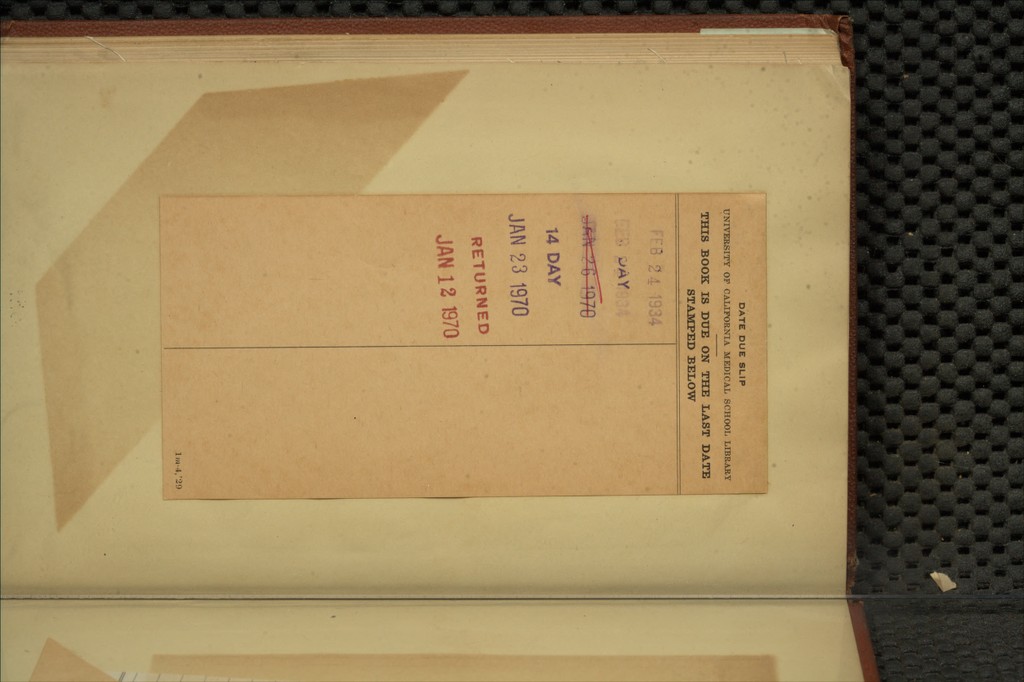 DATE DUE SLIP
UNIVERSITY OF CALIFORNIA MEDICAL SCHOOL LIBRARY
THIS BOOK IS DUE ON THE LAST DATE
STAMPED BELOW
FEB 24 1934
DAY
JAN 26 1970
14 DAY
JAN 23 1970
RETURNED
JAN 12 1970
1m-4,'29